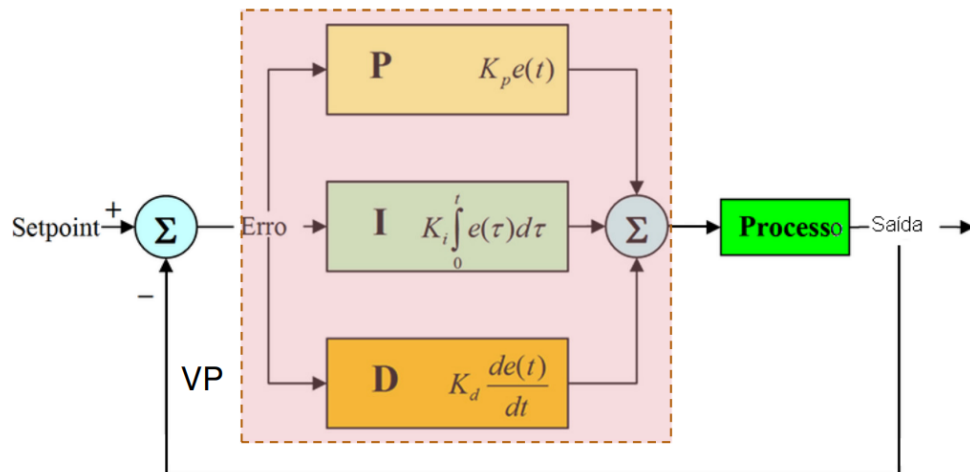 P K_p e(t)
Setpoint + Σ Erro I K_i ∫_0^t e(τ)dτ Σ Processo Saída
−
VP
D K_d de(t)/dt